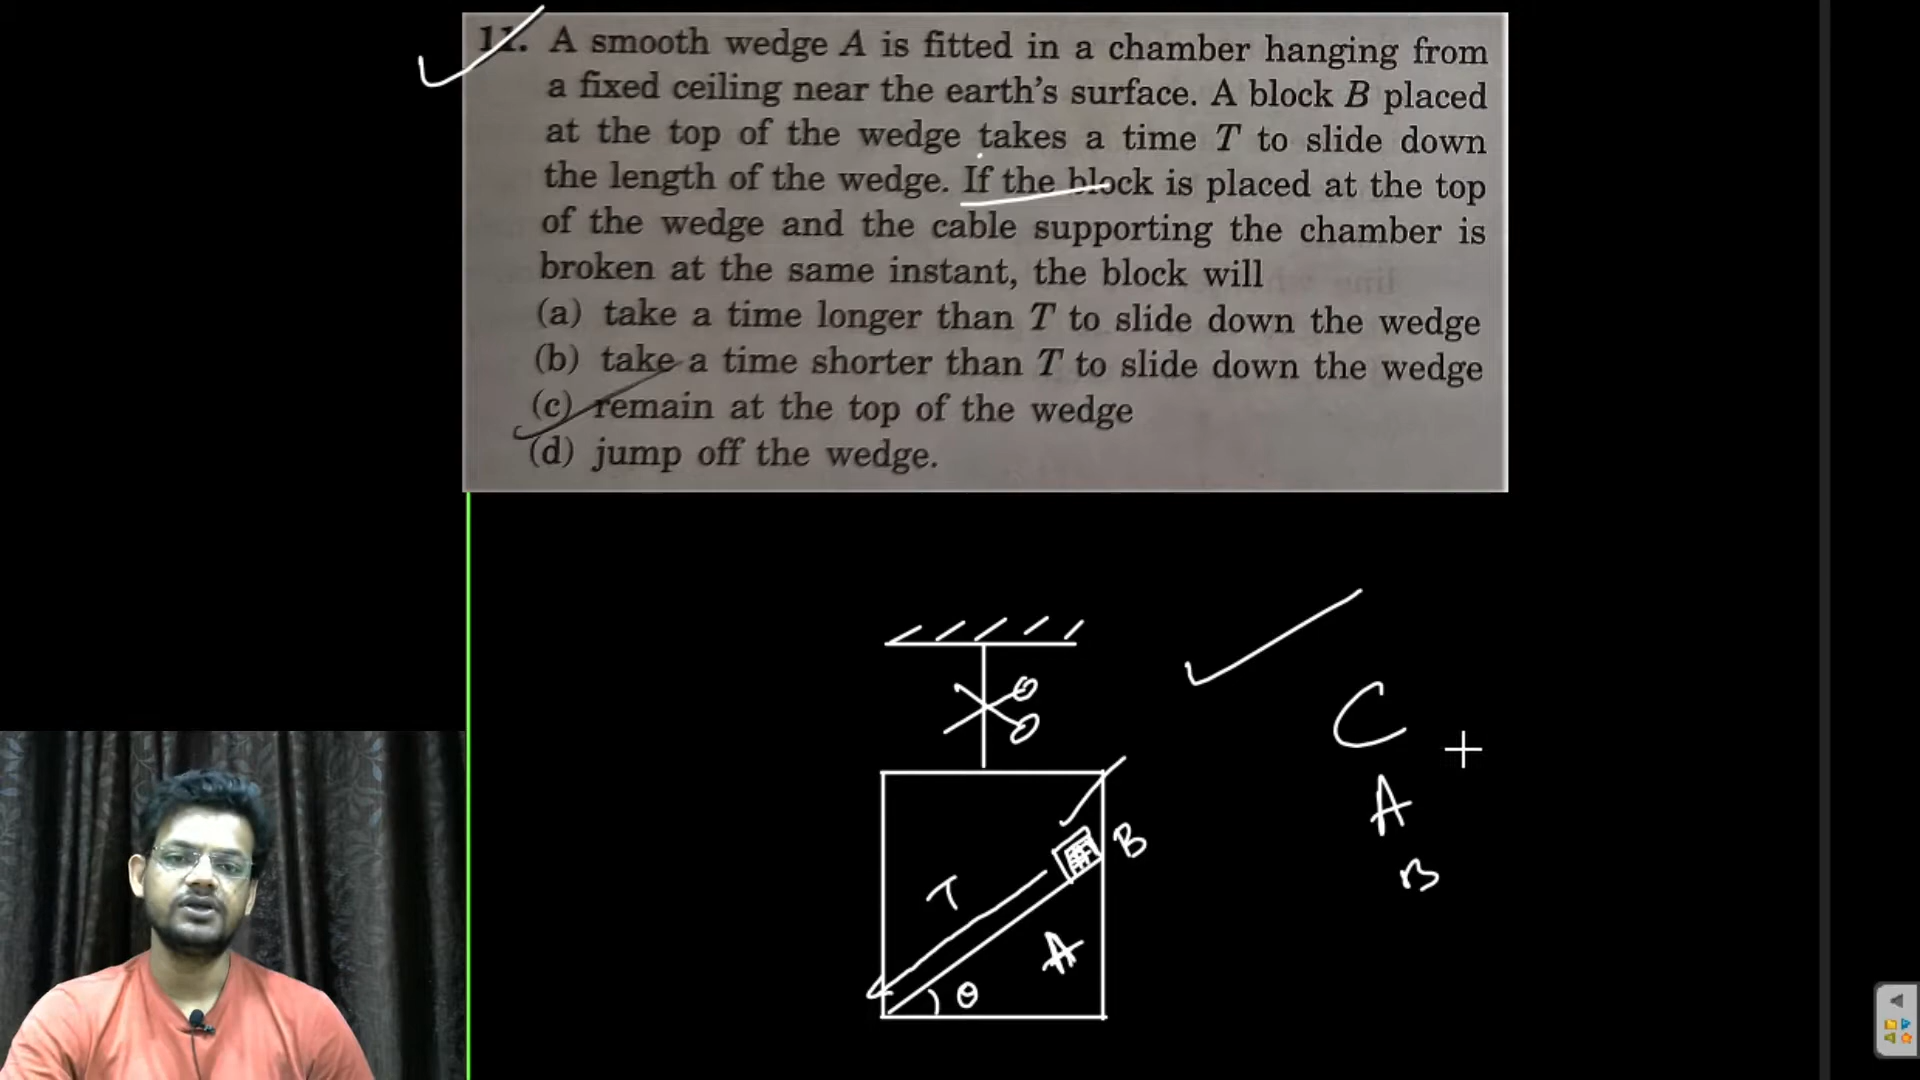 11. A smooth wedge A is fitted in a chamber hanging from
a fixed ceiling near the earth's surface. A block B placed
at the top of the wedge takes a time T to slide down
the length of the wedge. If the block is placed at the top
of the wedge and the cable supporting the chamber is
broken at the same instant, the block will
(a) take a time longer than T to slide down the wedge
(b) take a time shorter than T to slide down the wedge
(c) remain at the top of the wedge
(d) jump off the wedge.
C
A
B
B
T
A
θ